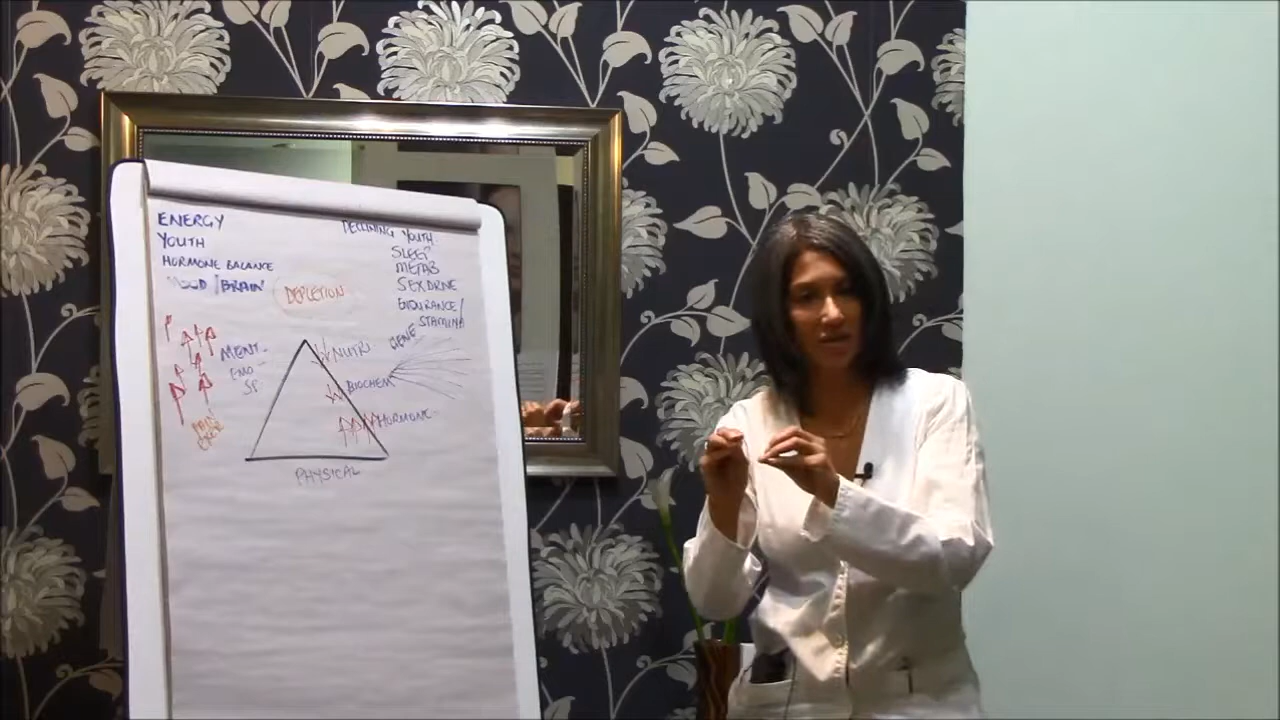 ENERGY
YOUTH
HORMONE BALANCE
MOOD / BRAIN
DECLINING YOUTH
SLEEP
METAB
SEX DRIVE
ENDURANCE/
STAMINA
DEPLETION
MENT
EMO
SP
NUTRI
BIOCHEM
HORMONE
GENE
PHYSICAL